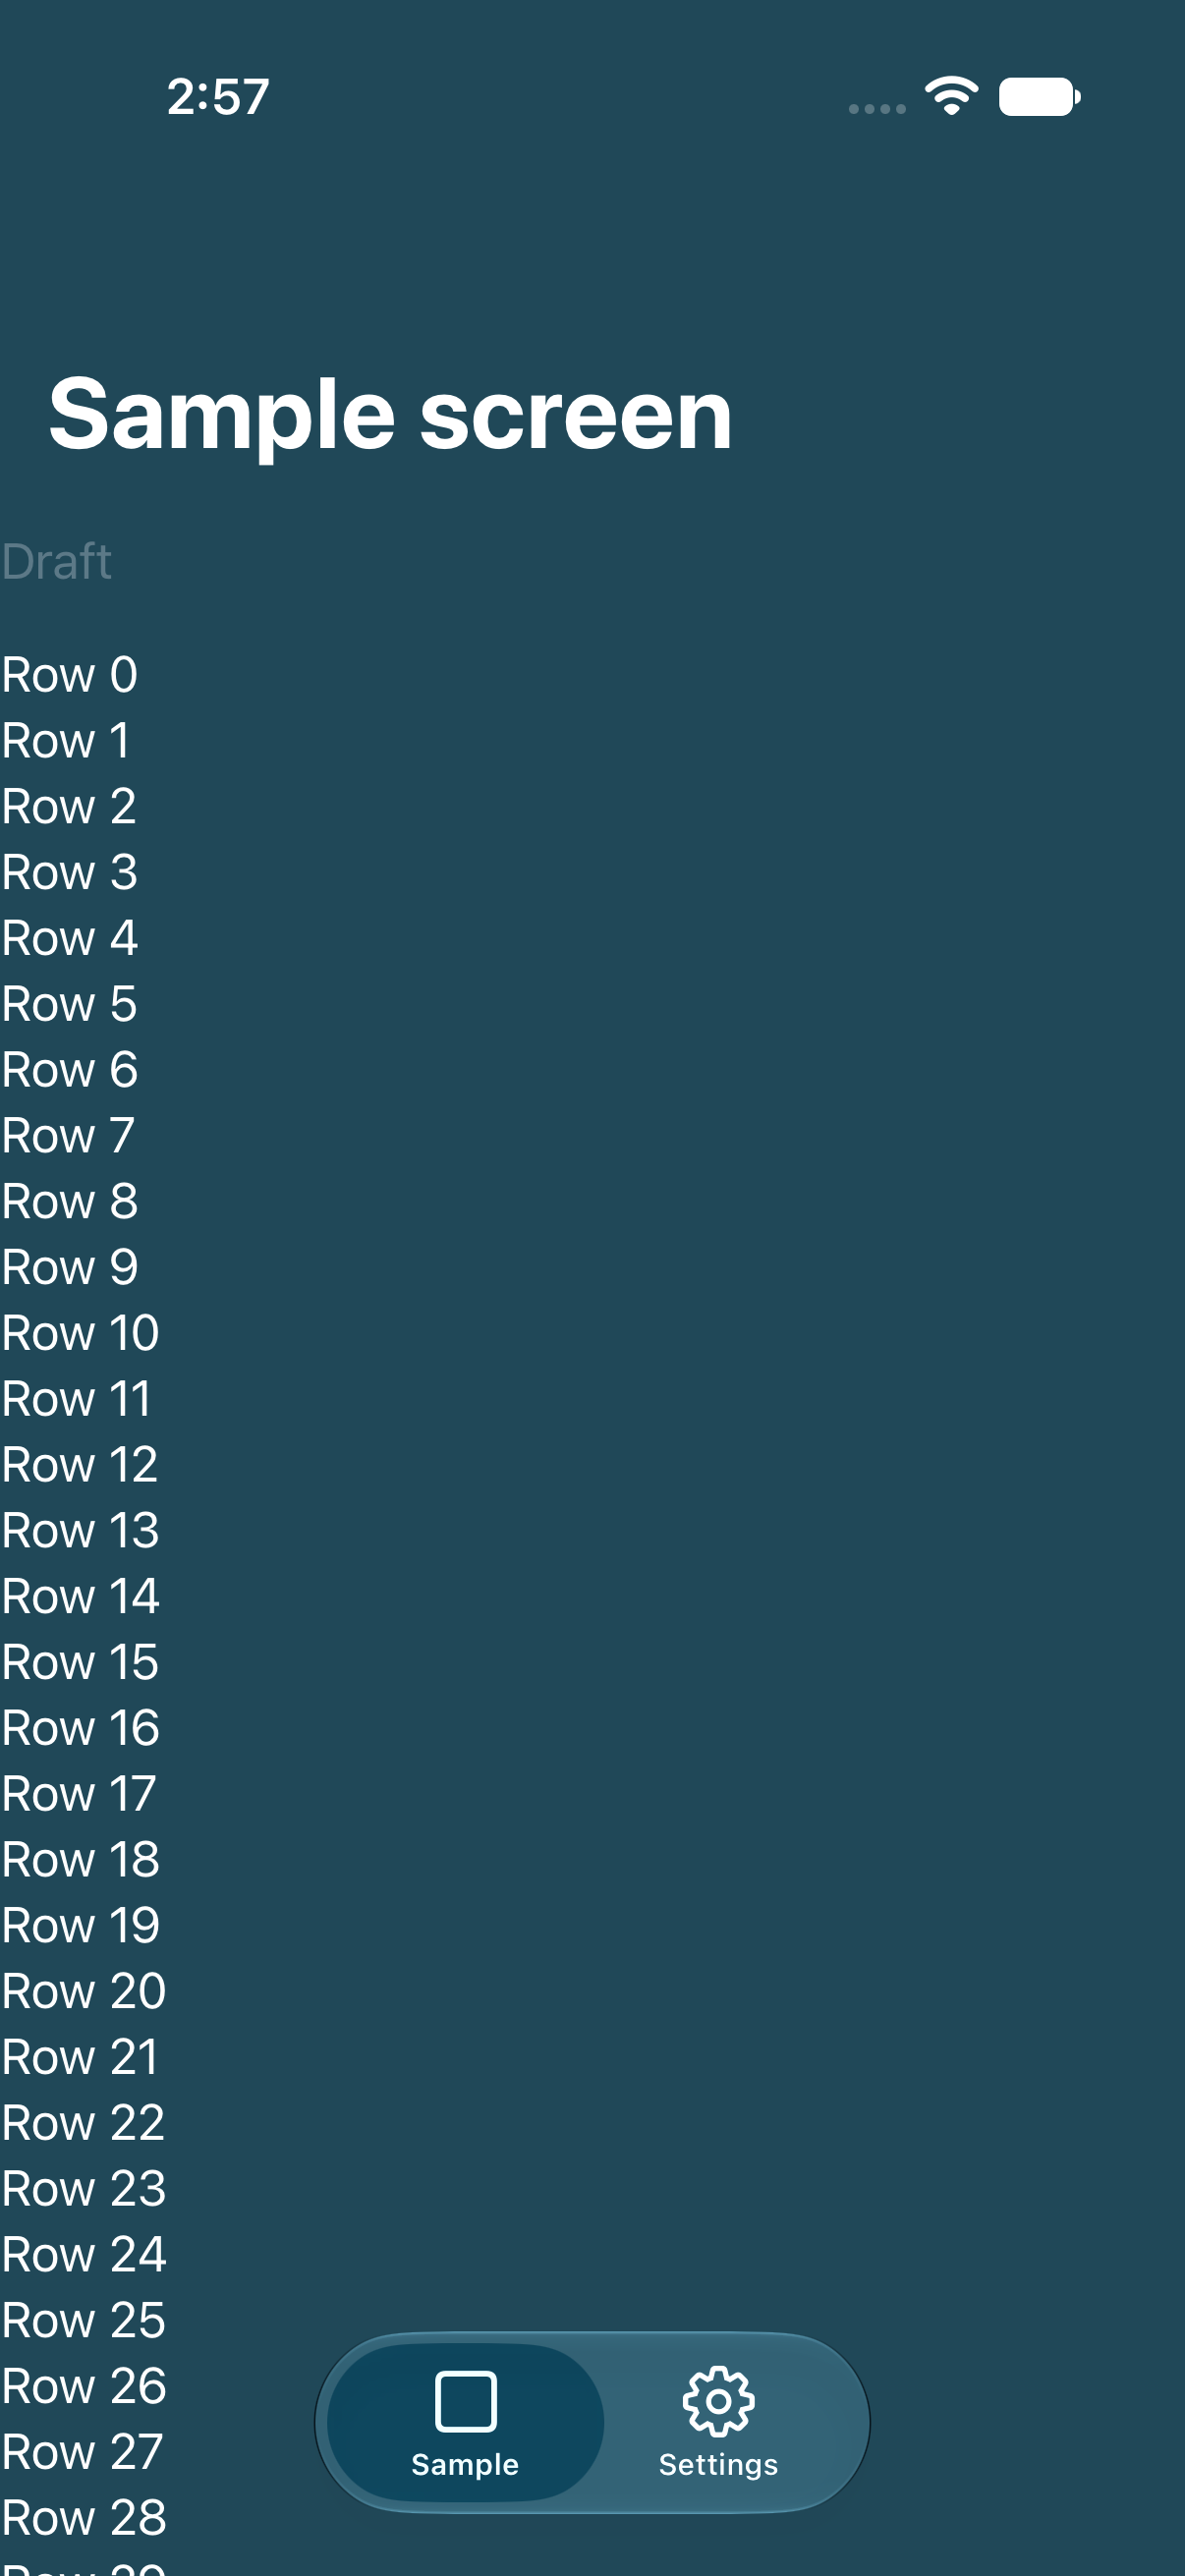 2:57
Sample screen
Draft
Row 0
Row 1
Row 2
Row 3
Row 4
Row 5
Row 6
Row 7
Row 8
Row 9
Row 10
Row 11
Row 12
Row 13
Row 14
Row 15
Row 16
Row 17
Row 18
Row 19
Row 20
Row 21
Row 22
Row 23
Row 24
Row 25
Row 26
Row 27
Row 28
Row 29
Sample
Settings